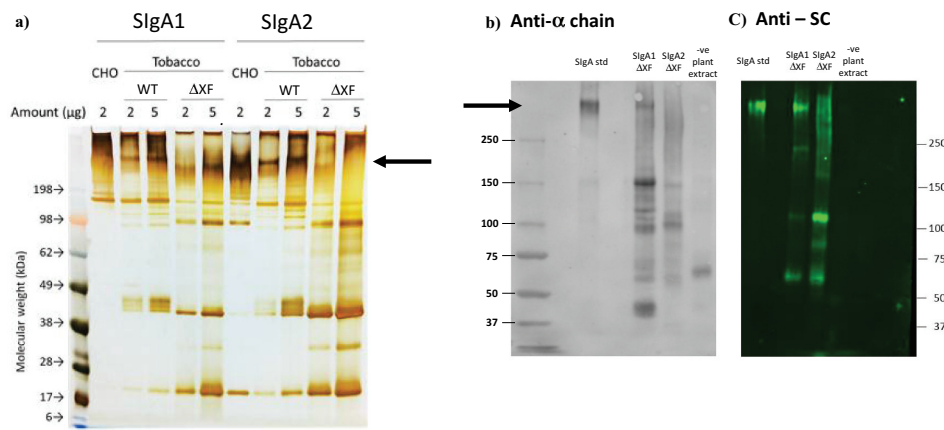 a)
SIgA1 SIgA2
CHO Tobacco CHO Tobacco
WT ΔXF WT ΔXF
Amount (μg) 2 2 5 2 5 2 2 5 2 5
Molecular weight (kDa)
198→
98→
62→
49→
38→
28→
17→
6→
b) Anti-α chain
SIgA std
SIgA1 ΔXF
SIgA2 ΔXF
-ve plant extract
250
150
100
75
50
37
C) Anti – SC
SIgA std
SIgA1 ΔXF
SIgA2 ΔXF
-ve plant extract
250
150
100
75
50
37